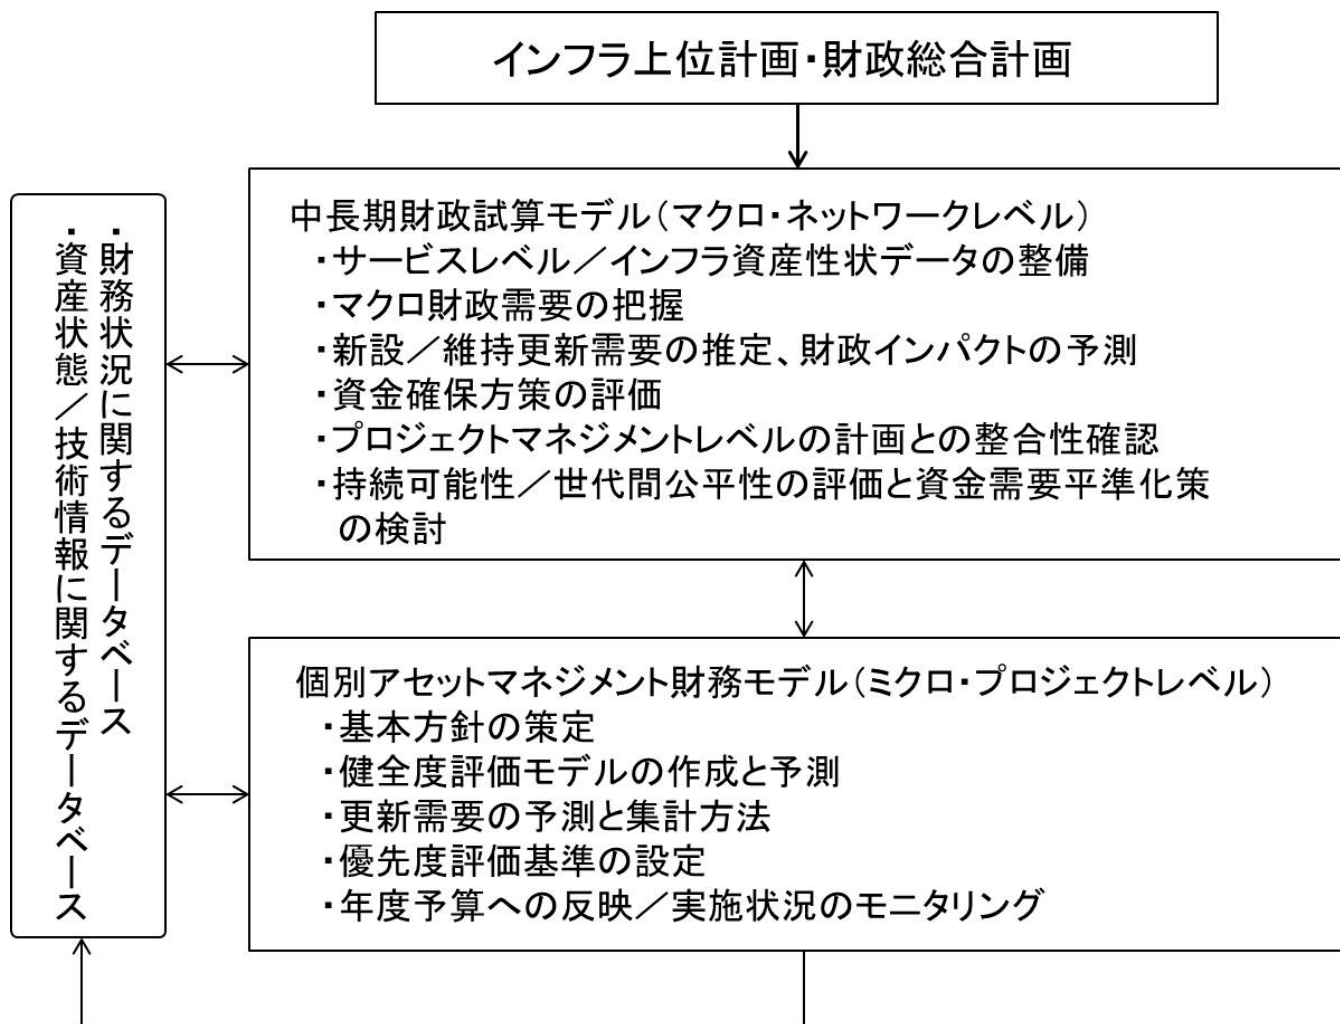 インフラ上位計画・財政総合計画
中長期財政試算モデル（マクロ・ネットワークレベル）
・サービスレベル／インフラ資産性状データの整備
・マクロ財政需要の把握
・新設／維持更新需要の推定、財政インパクトの予測
・資金確保方策の評価
・プロジェクトマネジメントレベルの計画との整合性確認
・持続可能性／世代間公平性の評価と資金需要平準化策
の検討
・財務状況に関するデータベース
・資産状態／技術情報に関するデータベース
個別アセットマネジメント財務モデル（ミクロ・プロジェクトレベル）
・基本方針の策定
・健全度評価モデルの作成と予測
・更新需要の予測と集計方法
・優先度評価基準の設定
・年度予算への反映／実施状況のモニタリング